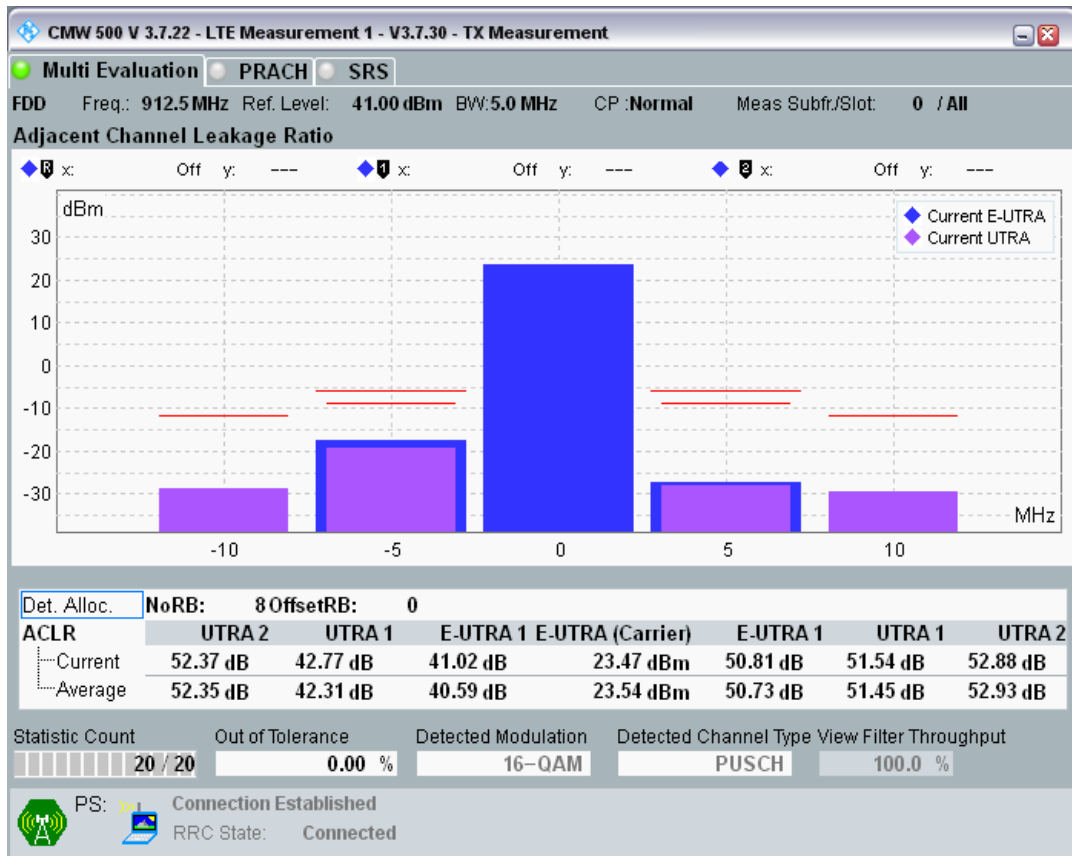 CMW 500 V 3.7.22 - LTE Measurement 1 - V3.7.30 - TX Measurement
Multi Evaluation PRACH SRS
FDD Freq.: 912.5 MHz Ref. Level: 41.00 dBm BW:5.0 MHz CP :Normal Meas Subfr./Slot: 0 / All
Adjacent Channel Leakage Ratio
R x: Off y: --- 1 x: Off y: --- 2 x: Off y: ---
dBm
Current E-UTRA
Current UTRA
30
20
10
0
-10
-20
-30
MHz
-10 -5 0 5 10
Det. Alloc. NoRB: 8 OffsetRB: 0
ACLR UTRA 2 UTRA 1 E-UTRA 1 E-UTRA (Carrier) E-UTRA 1 UTRA 1 UTRA 2
Current 52.37 dB 42.77 dB 41.02 dB 23.47 dBm 50.81 dB 51.54 dB 52.88 dB
Average 52.35 dB 42.31 dB 40.59 dB 23.54 dBm 50.73 dB 51.45 dB 52.93 dB
Statistic Count Out of Tolerance Detected Modulation Detected Channel Type View Filter Throughput
20 / 20 0.00 % 16-QAM PUSCH 100.0 %
PS: Connection Established
RRC State: Connected